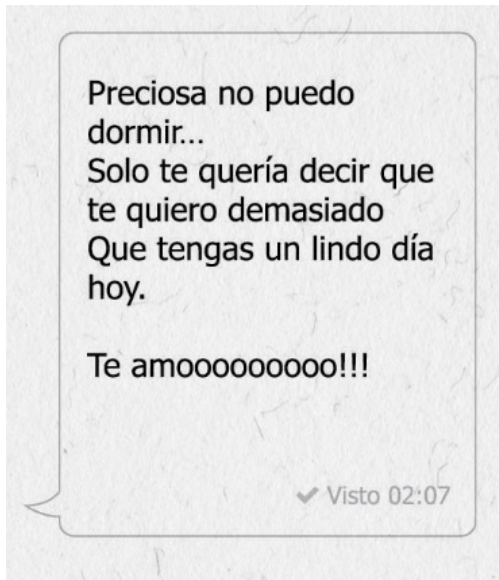 Preciosa no puedo
dormir...
Solo te quería decir que
te quiero demasiado
Que tengas un lindo día
hoy.
Te amooooooooo!!!
✔ Visto 02:07